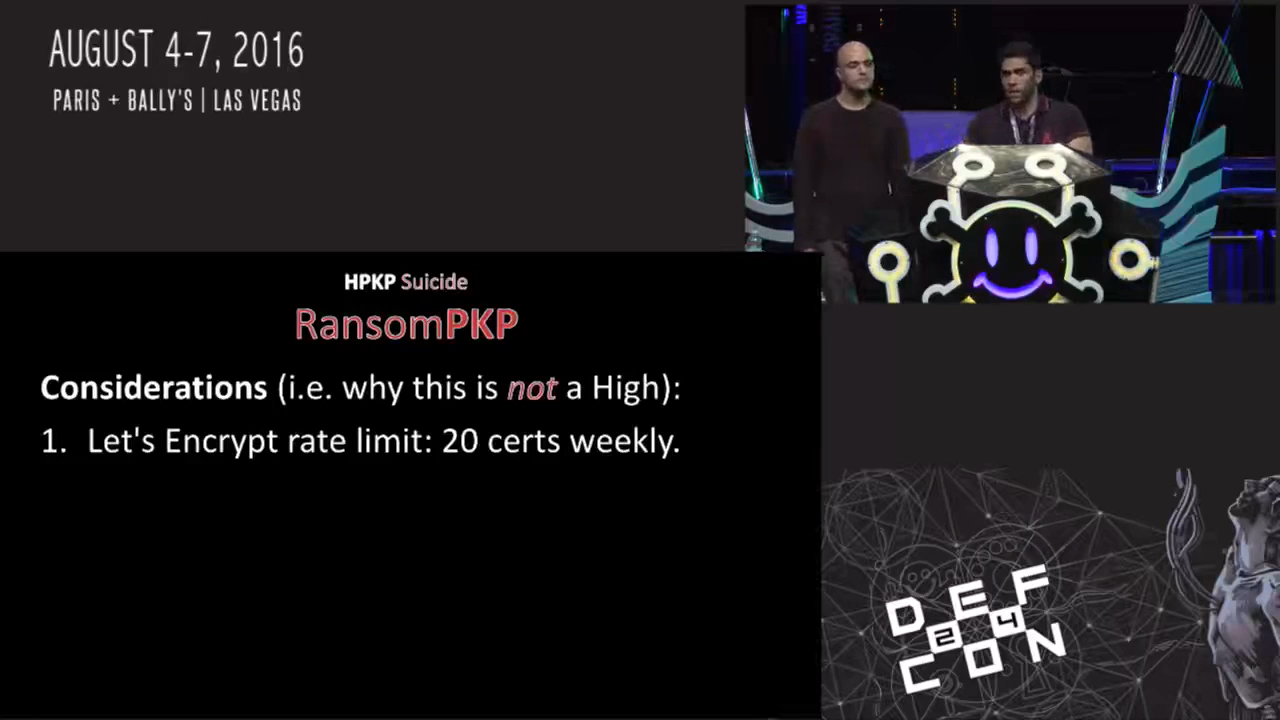 AUGUST 4-7, 2016
PARIS + BALLY'S | LAS VEGAS
HPKP Suicide
RansomPKP
Considerations (i.e. why this is not a High):
1. Let's Encrypt rate limit: 20 certs weekly.
DEF
24
CON